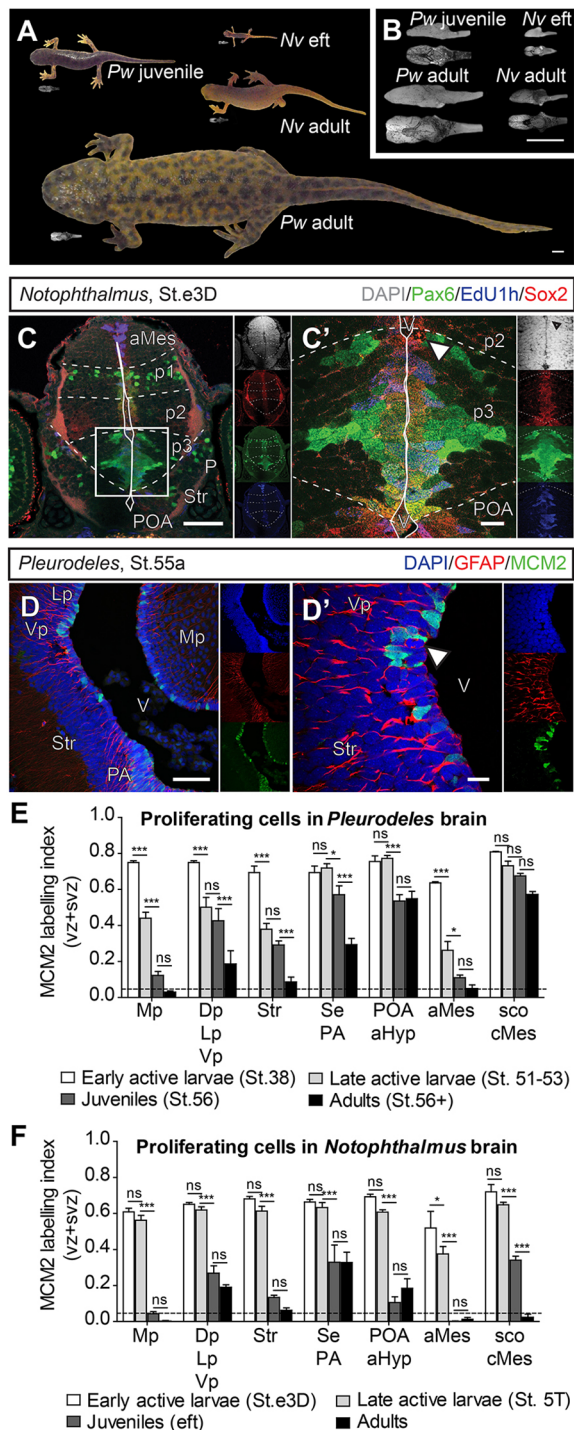 A
Pw juvenile
Nv eft
Nv adult
Pw adult
B
Pw juvenile Nv eft
Pw adult Nv adult
Notophthalmus, St.e3D DAPI/Pax6/EdU1h/Sox2
C
aMes
p1
p2
p3
P
Str
POA
C'
V
p2
p3
V
Pleurodeles, St.55a DAPI/GFAP/MCM2
D
Lp
Vp
Mp
V
Str
PA
D'
Vp
V
Str
E
Proliferating cells in Pleurodeles brain
MCM2 labelling index
(vz+svz)
1.0
0.8
0.6
0.4
0.2
0.0
*** *** ns
*** ns ***
*** ns ***
ns * ***
ns *** ns
*** * ns
ns ns ns
Mp Dp Str Se POA aMes sco
Lp PA aHyp cMes
Vp
Early active larvae (St.38) Late active larvae (St. 51-53)
Juveniles (St.56) Adults (St.56+)
F
Proliferating cells in Notophthalmus brain
MCM2 labelling index
(vz+svz)
1.0
0.8
0.6
0.4
0.2
0.0
ns *** ns
ns *** ns
ns *** ns
ns *** ns
ns *** ns
* *** ns
ns *** ***
Mp Dp Str Se POA aMes sco
Lp PA aHyp cMes
Vp
Early active larvae (St.e3D) Late active larvae (St. 5T)
Juveniles (eft) Adults